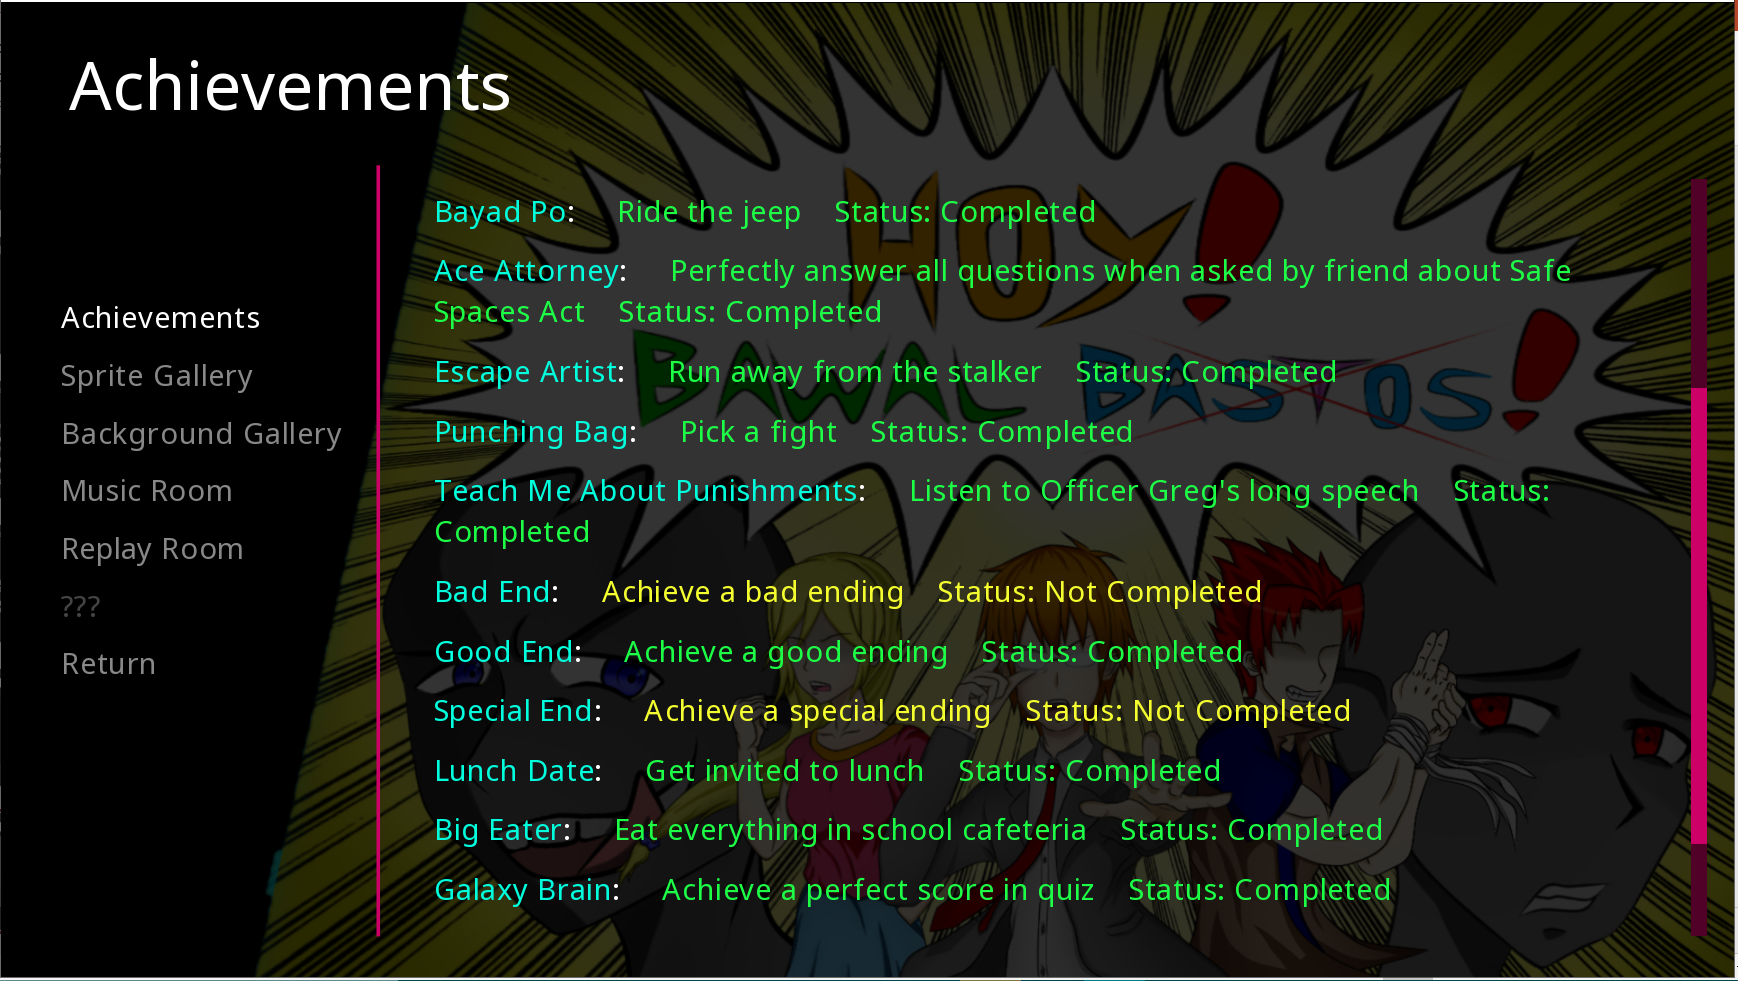 Achievements
Achievements
Sprite Gallery
Background Gallery
Music Room
Replay Room
???
Return
Bayad Po: Ride the jeep Status: Completed
Ace Attorney: Perfectly answer all questions when asked by friend about Safe
Spaces Act Status: Completed
Escape Artist: Run away from the stalker Status: Completed
Punching Bag: Pick a fight Status: Completed
Teach Me About Punishments: Listen to Officer Greg's long speech Status:
Completed
Bad End: Achieve a bad ending Status: Not Completed
Good End: Achieve a good ending Status: Completed
Special End: Achieve a special ending Status: Not Completed
Lunch Date: Get invited to lunch Status: Completed
Big Eater: Eat everything in school cafeteria Status: Completed
Galaxy Brain: Achieve a perfect score in quiz Status: Completed
HOY!
BAWAL BASTOS!